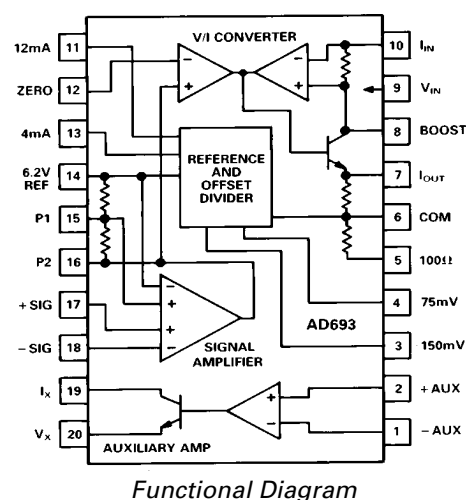 V/I CONVERTER
12mA 11
ZERO 12
4mA 13
6.2V
REF 14
P1 15
P2 16
+SIG 17
−SIG 18
IX 19
VX 20
10 IIN
9 VIN
8 BOOST
7 IOUT
6 COM
5 100Ω
4 75mV
3 150mV
2 +AUX
1 −AUX
REFERENCE
AND
OFFSET
DIVIDER
− + − +
AD693
− + + −
SIGNAL
AMPLIFIER
+ −
AUXILIARY AMP
Functional Diagram